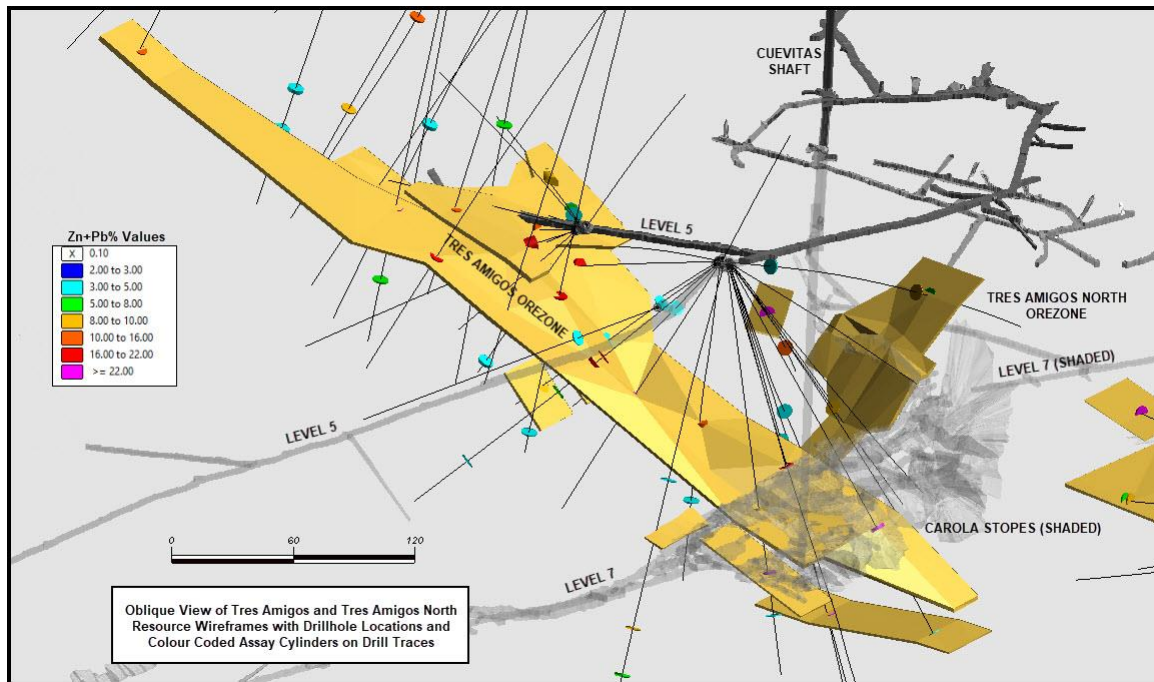 CUEVITAS
SHAFT
LEVEL 5
TRES AMIGOS OREZONE
TRES AMIGOS NORTH
OREZONE
Zn+Pb% Values
X 0.10
2.00 to 3.00
3.00 to 5.00
5.00 to 8.00
8.00 to 10.00
10.00 to 16.00
16.00 to 22.00
>= 22.00
LEVEL 7 (SHADED)
LEVEL 5
CAROLA STOPES (SHADED)
0 60 120
LEVEL 7
Oblique View of Tres Amigos and Tres Amigos North
Resource Wireframes with Drillhole Locations and
Colour Coded Assay Cylinders on Drill Traces